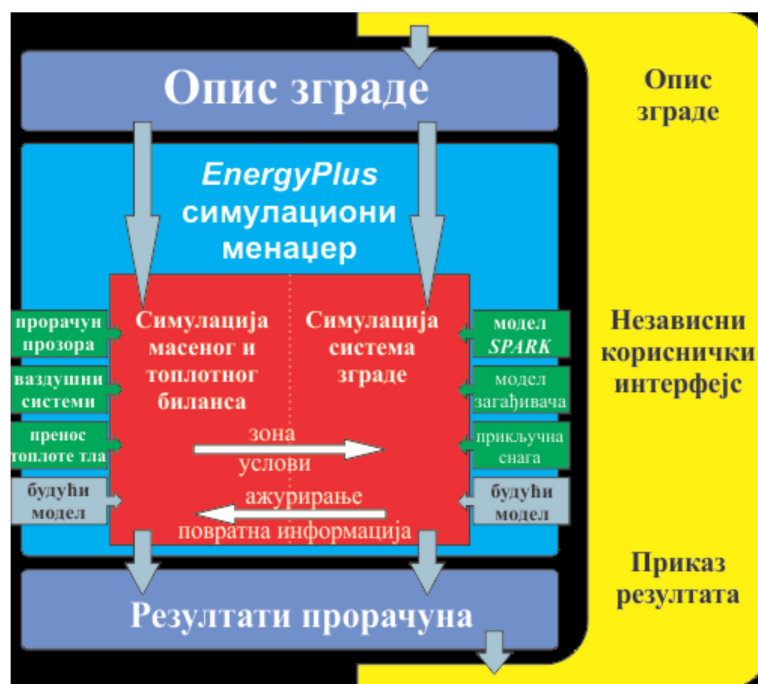 Опис зграде
EnergyPlus
симулациони
менаџер
Симулација
масеног и
топлотног
биланса
Симулација
система
зграде
прорачун
прозора
ваздушни
системи
пренос
топлоте тла
будући
модел
модел
SPARK
модел
загађивача
прикључна
снага
будући
модел
зона
услови
ажурирање
повратна информација
Резултати прорачуна
Опис
зграде
Независни
кориснички
интерфејс
Приказ
резултата